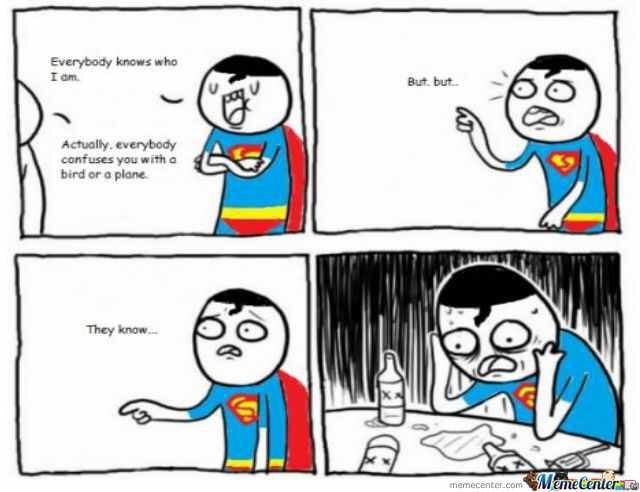 Everybody knows who
I am.
Actually, everybody
confuses you with a
bird or a plane.
But. but..
They know...
S
S
S
S
x x
x x
x x
memecenter.com
MemeCenter